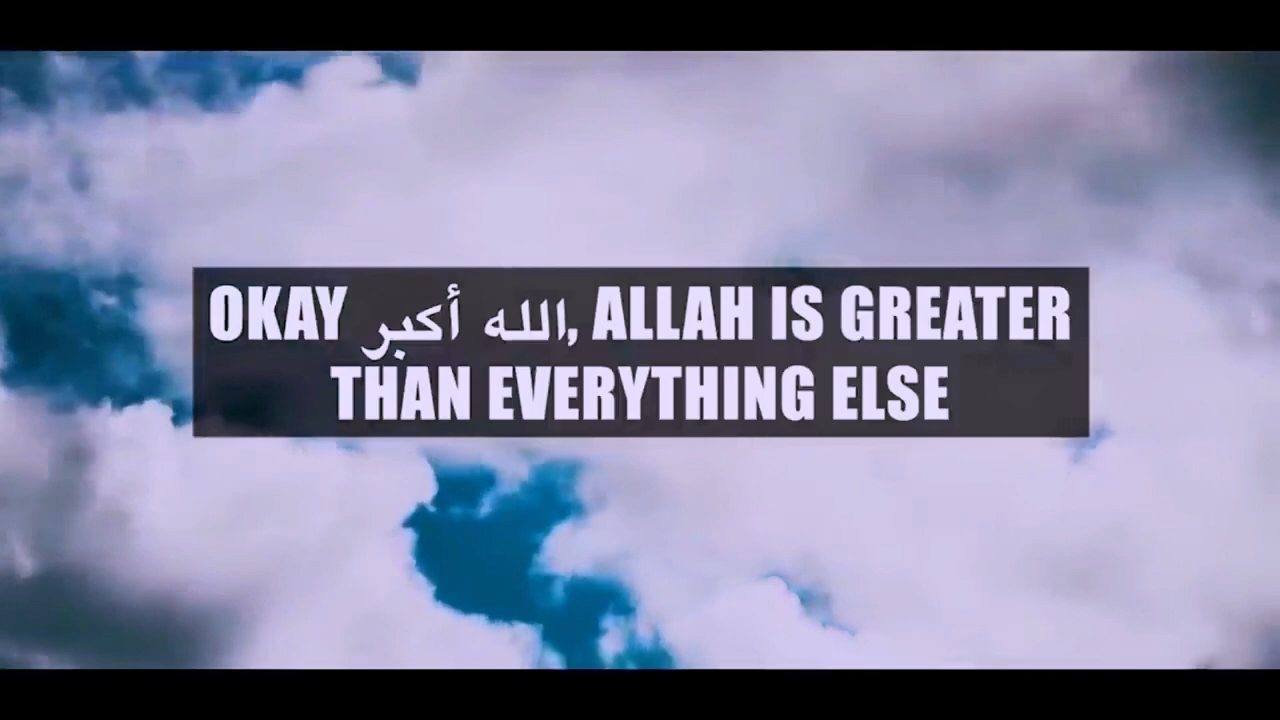 OKAY الله أكبر, ALLAH IS GREATER
THAN EVERYTHING ELSE